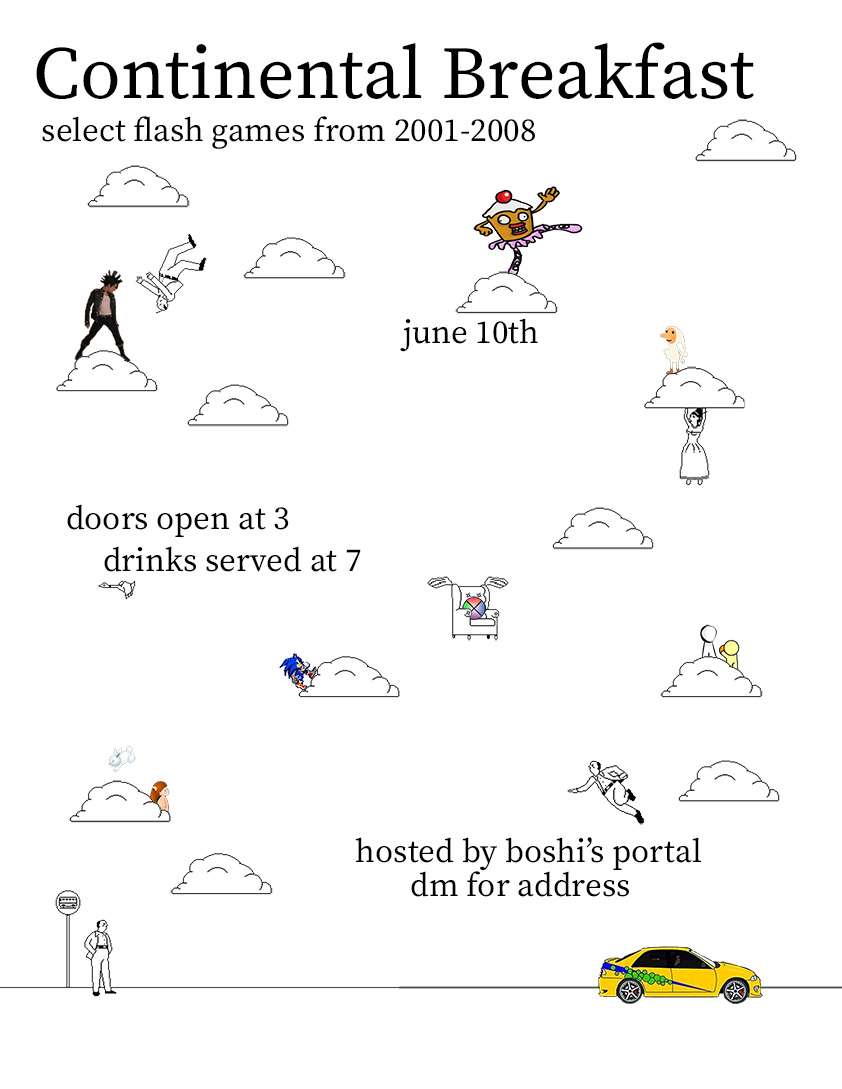 Continental Breakfast
select flash games from 2001-2008
june 10th
doors open at 3
drinks served at 7
hosted by boshi's portal
dm for address